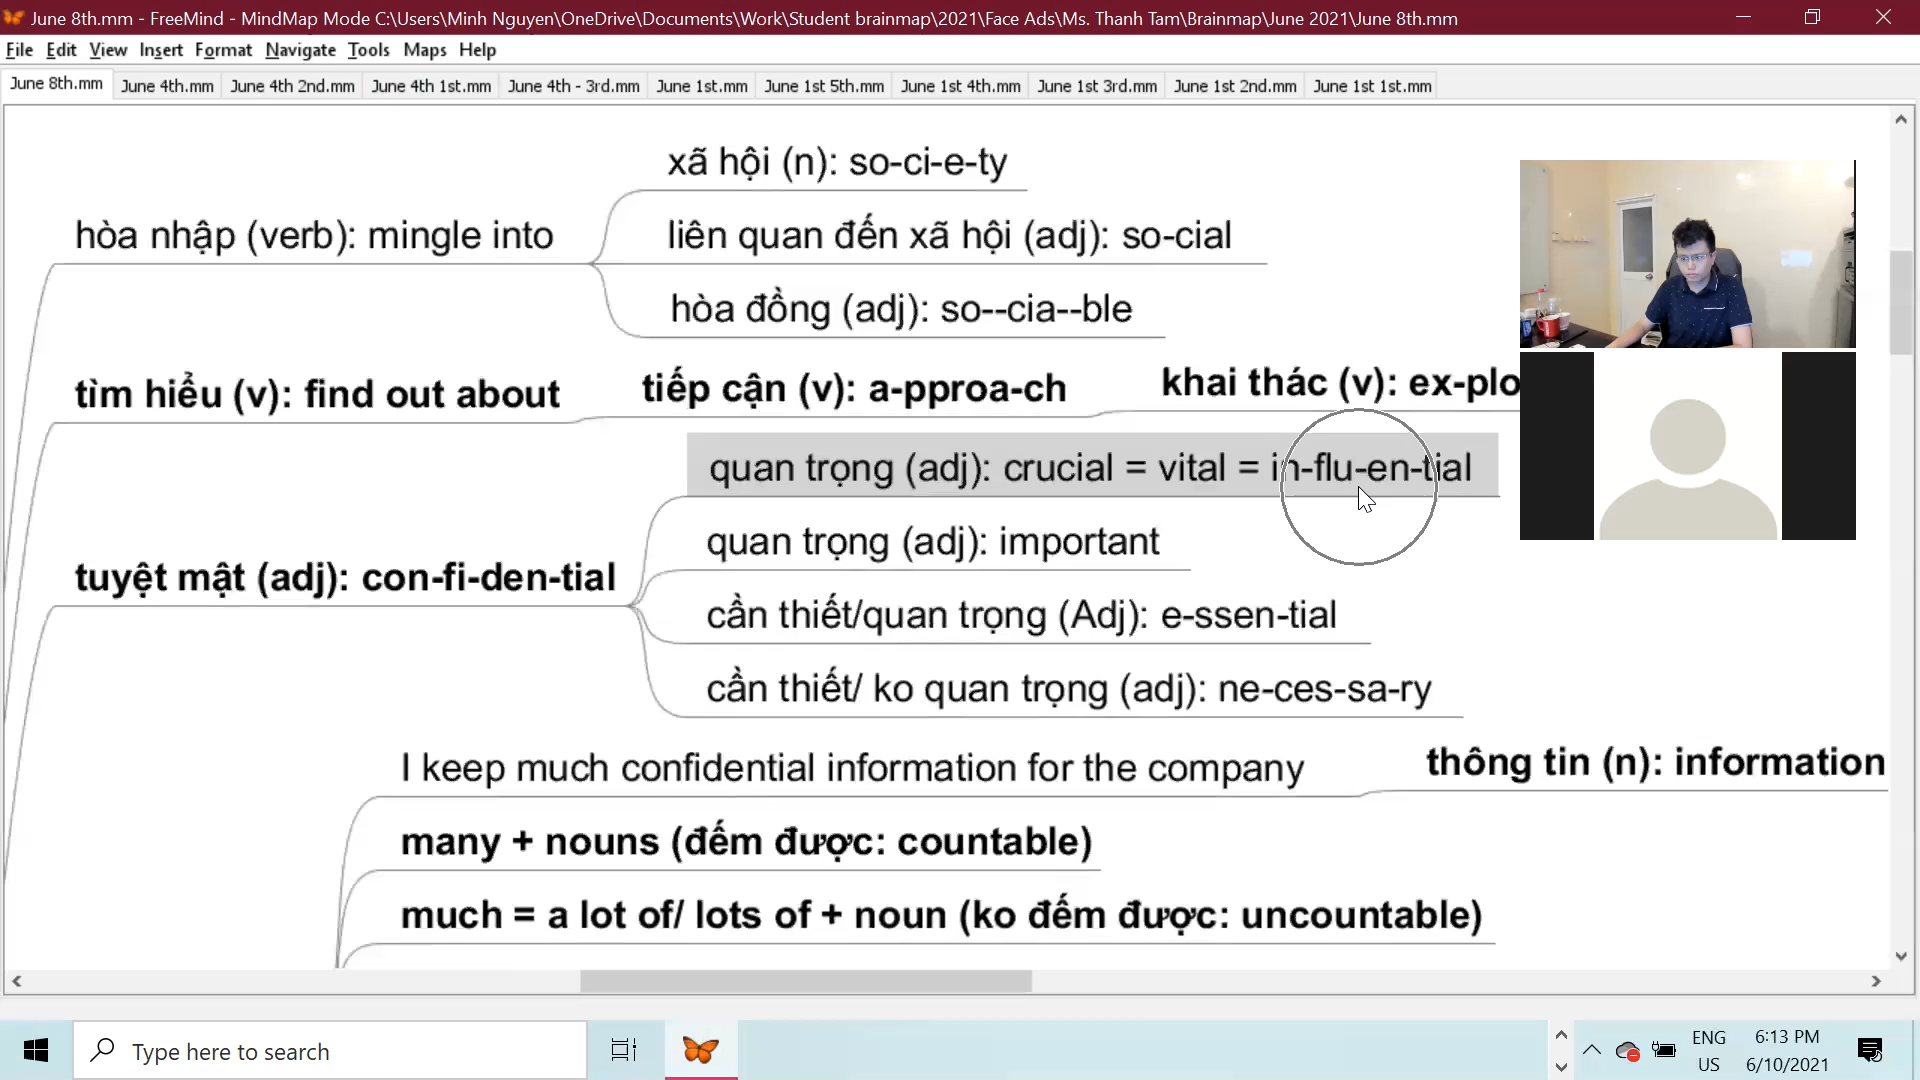 June 8th.mm - FreeMind - MindMap Mode C:\Users\Minh Nguyen\OneDrive\Documents\Work\Student brainmap\2021\Face Ads\Ms. Thanh Tam\Brainmap\June 2021\June 8th.mm
File Edit View Insert Format Navigate Tools Maps Help
June 8th.mm June 4th.mm June 4th 2nd.mm June 4th 1st.mm June 4th - 3rd.mm June 1st.mm June 1st 5th.mm June 1st 4th.mm June 1st 3rd.mm June 1st 2nd.mm June 1st 1st.mm
xã hội (n): so-ci-e-ty
hòa nhập (verb): mingle into
liên quan đến xã hội (adj): so-cial
hòa đồng (adj): so--cia--ble
tìm hiểu (v): find out about
tiếp cận (v): a-pproa-ch
khai thác (v): ex-plo
quan trọng (adj): crucial = vital = in-flu-en-tial
quan trọng (adj): important
tuyệt mật (adj): con-fi-den-tial
cần thiết/quan trọng (Adj): e-ssen-tial
cần thiết/ ko quan trọng (adj): ne-ces-sa-ry
I keep much confidential information for the company
thông tin (n): information
many + nouns (đếm được: countable)
much = a lot of/ lots of + noun (ko đếm được: uncountable)
Type here to search
ENG
US
6:13 PM
6/10/2021